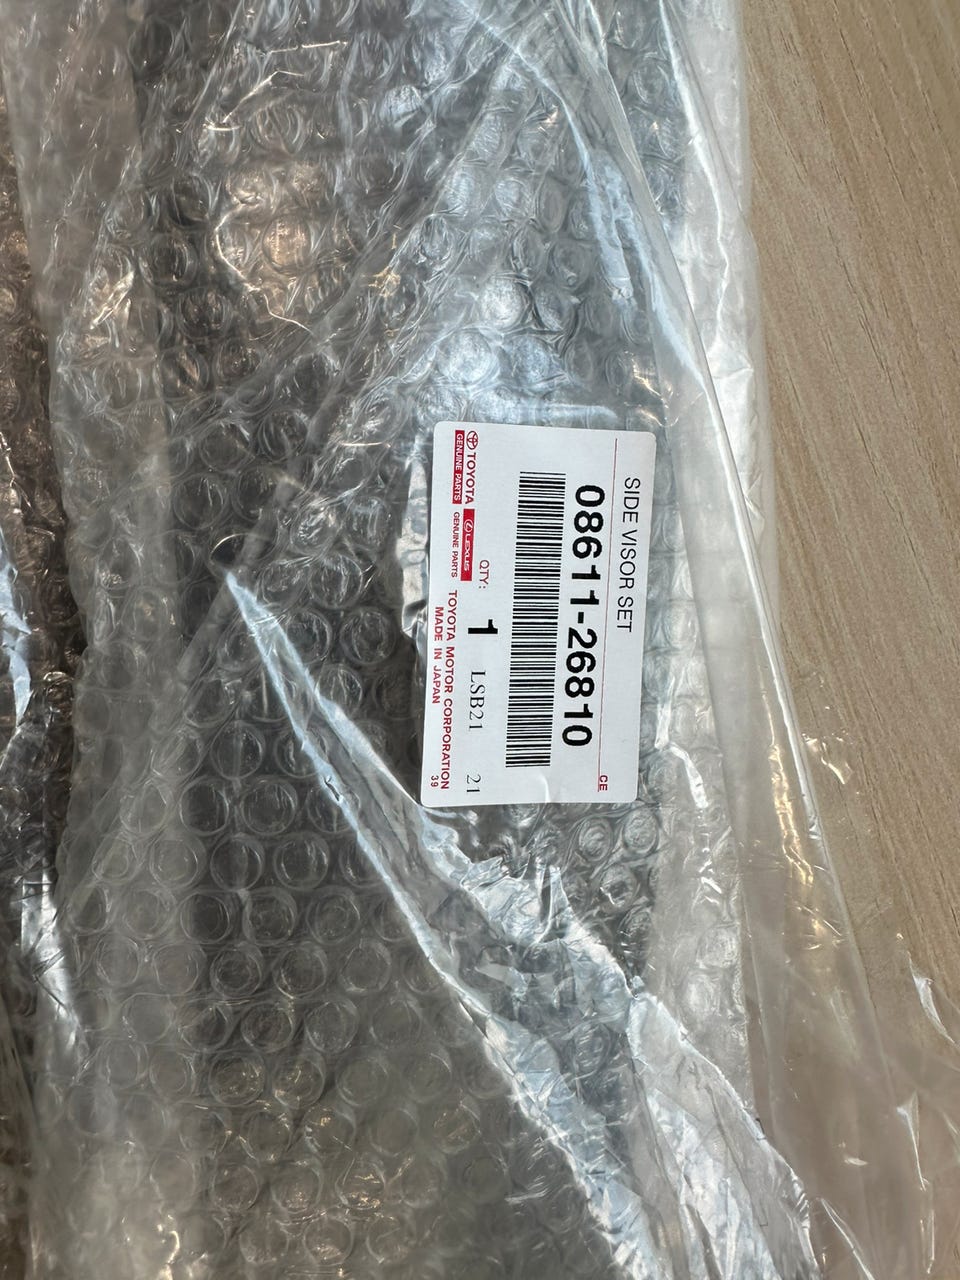 SIDE VISOR SET
CE
08611-26810
QTY: 1 LSB21 21
TOYOTA LEXUS
GENUINE PARTS GENUINE PARTS
TOYOTA MOTOR CORPORATION
MADE IN JAPAN 39